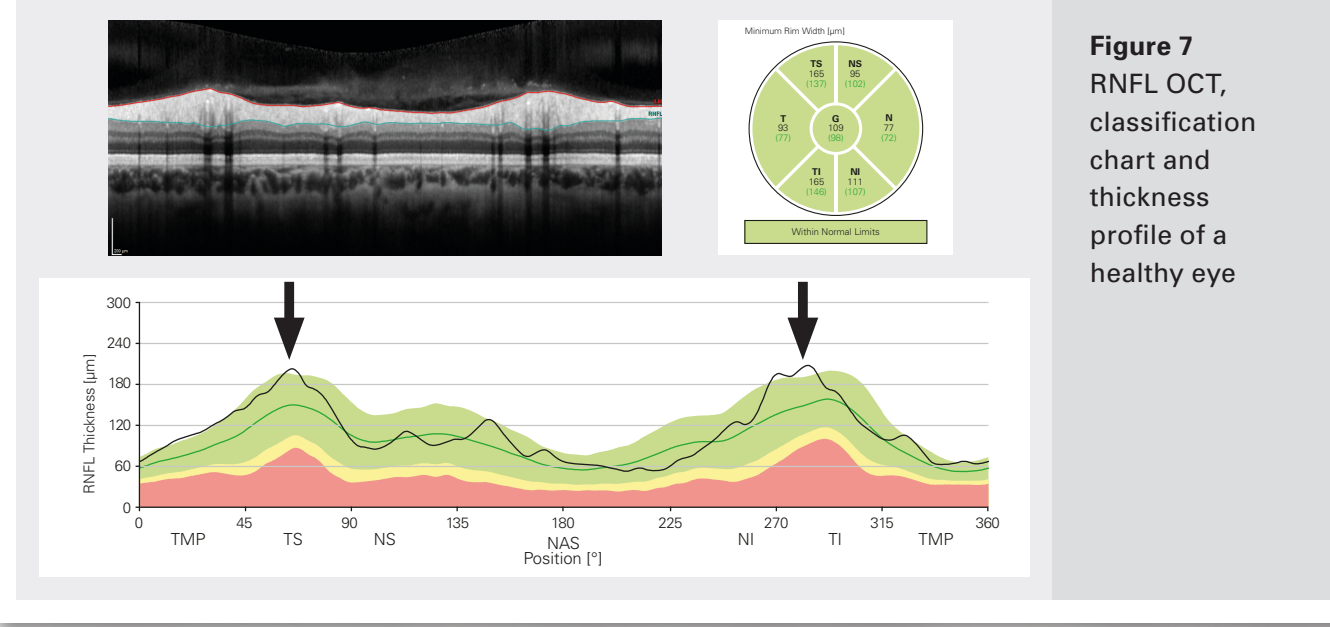 Figure 7
RNFL OCT,
classification
chart and
thickness
profile of a
healthy eye
RNFL
200 µm
Minimum Rim Width [µm]
TS
165
(137)
NS
95
(102)
T
93
(77)
G
109
(98)
N
77
(72)
TI
165
(146)
NI
111
(107)
Within Normal Limits
RNFL Thickness [µm]
300
240
180
120
60
0
0 45 90 135 180 225 270 315 360
TMP TS NS NAS NI TI TMP
Position [°]